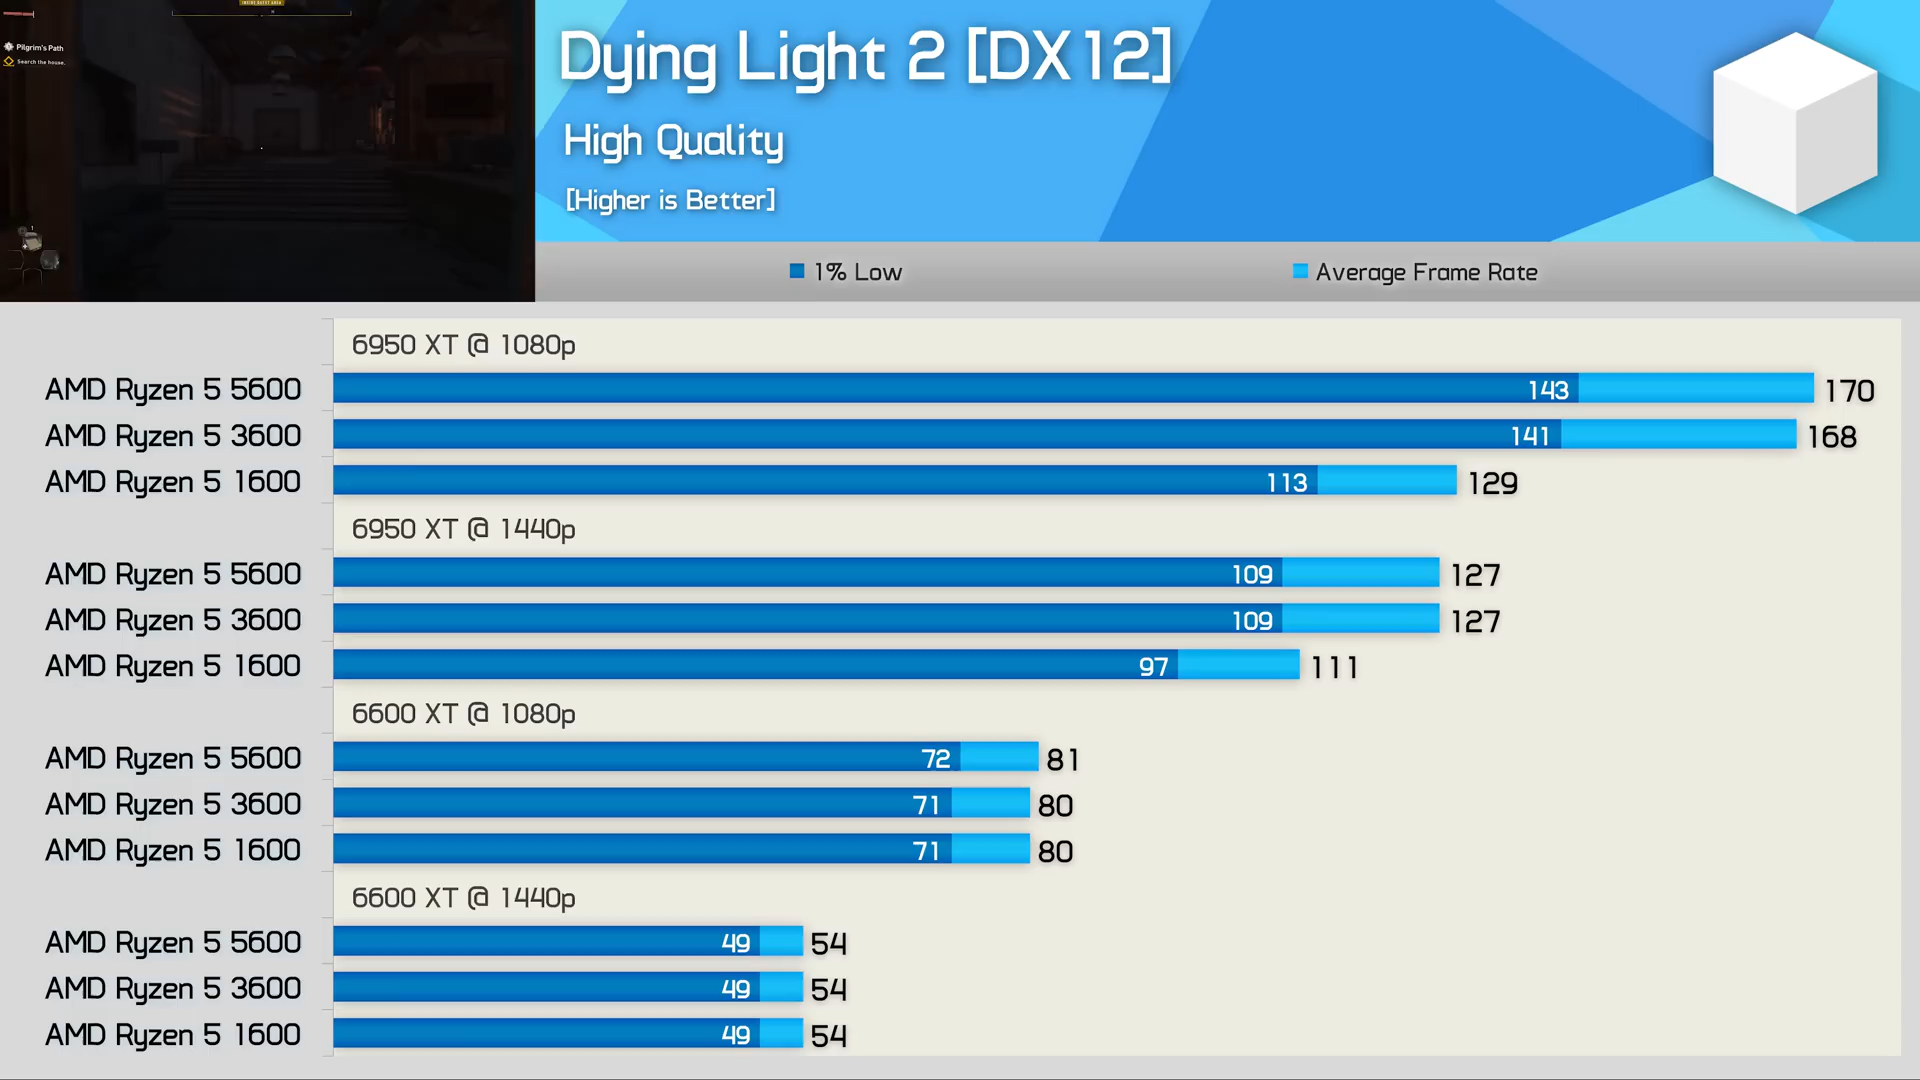 INSIDE QUEST AREA
Pilgrim's Path
Search the house.
1
Dying Light 2 [DX12]
High Quality
[Higher is Better]
1% Low
Average Frame Rate
6950 XT @ 1080p
AMD Ryzen 5 5600 143 170
AMD Ryzen 5 3600 141 168
AMD Ryzen 5 1600 113 129
6950 XT @ 1440p
AMD Ryzen 5 5600 109 127
AMD Ryzen 5 3600 109 127
AMD Ryzen 5 1600 97 111
6600 XT @ 1080p
AMD Ryzen 5 5600 72 81
AMD Ryzen 5 3600 71 80
AMD Ryzen 5 1600 71 80
6600 XT @ 1440p
AMD Ryzen 5 5600 49 54
AMD Ryzen 5 3600 49 54
AMD Ryzen 5 1600 49 54